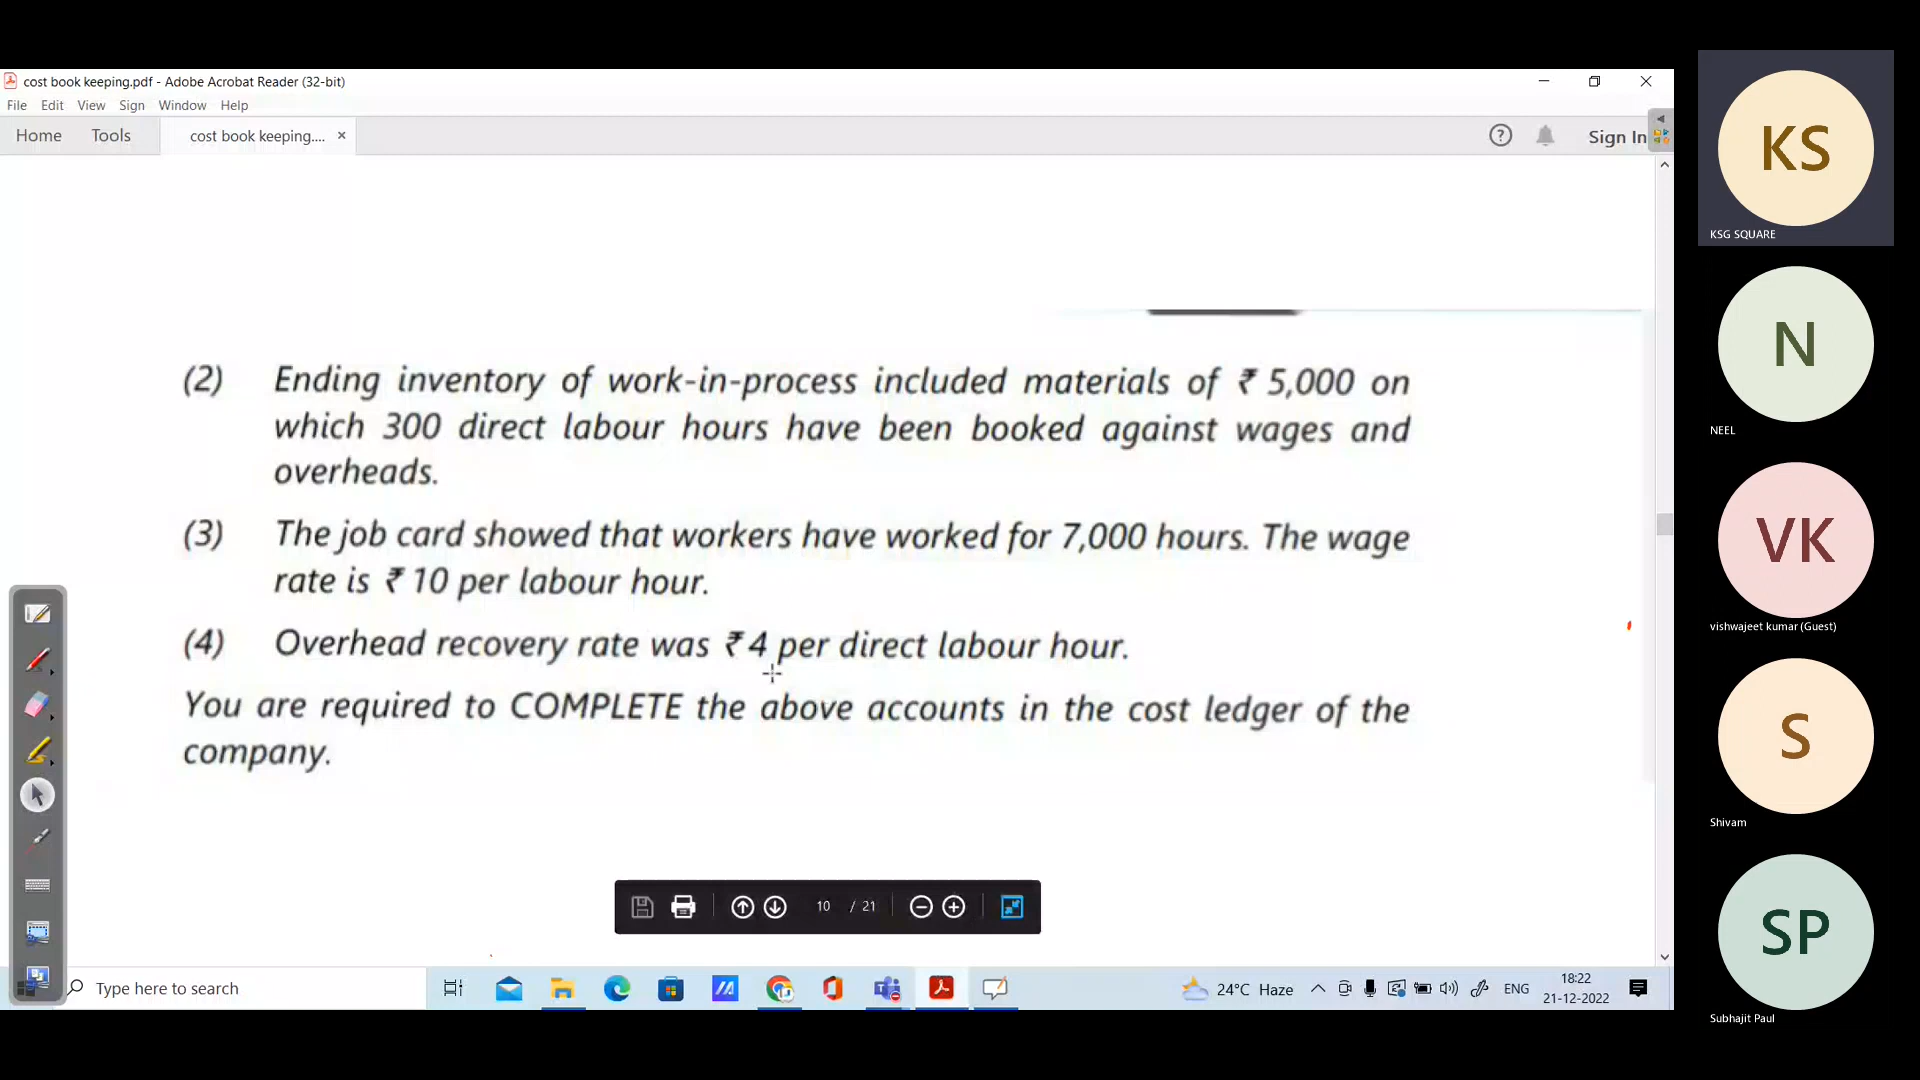 cost book keeping.pdf - Adobe Acrobat Reader (32-bit)
File Edit View Sign Window Help
Home Tools cost book keeping.... Sign In
(2) Ending inventory of work-in-process included materials of ₹ 5,000 on
which 300 direct labour hours have been booked against wages and
overheads.
(3) The job card showed that workers have worked for 7,000 hours. The wage
rate is ₹ 10 per labour hour.
(4) Overhead recovery rate was ₹ 4 per direct labour hour.
You are required to COMPLETE the above accounts in the cost ledger of the
company.
10 / 21
Type here to search
24°C Haze
ENG
18:22
21-12-2022
KS
KSG SQUARE
N
NEEL
VK
vishwajeet kumar (Guest)
S
Shivam
SP
Subhajit Paul